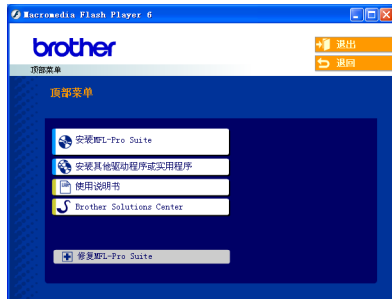 Macromedia Flash Player 6
brother
退出
退回
顶部菜单
顶部菜单
安装MFL-Pro Suite
安装其他驱动程序或实用程序
使用说明书
Brother Solutions Center
修复MFL-Pro Suite